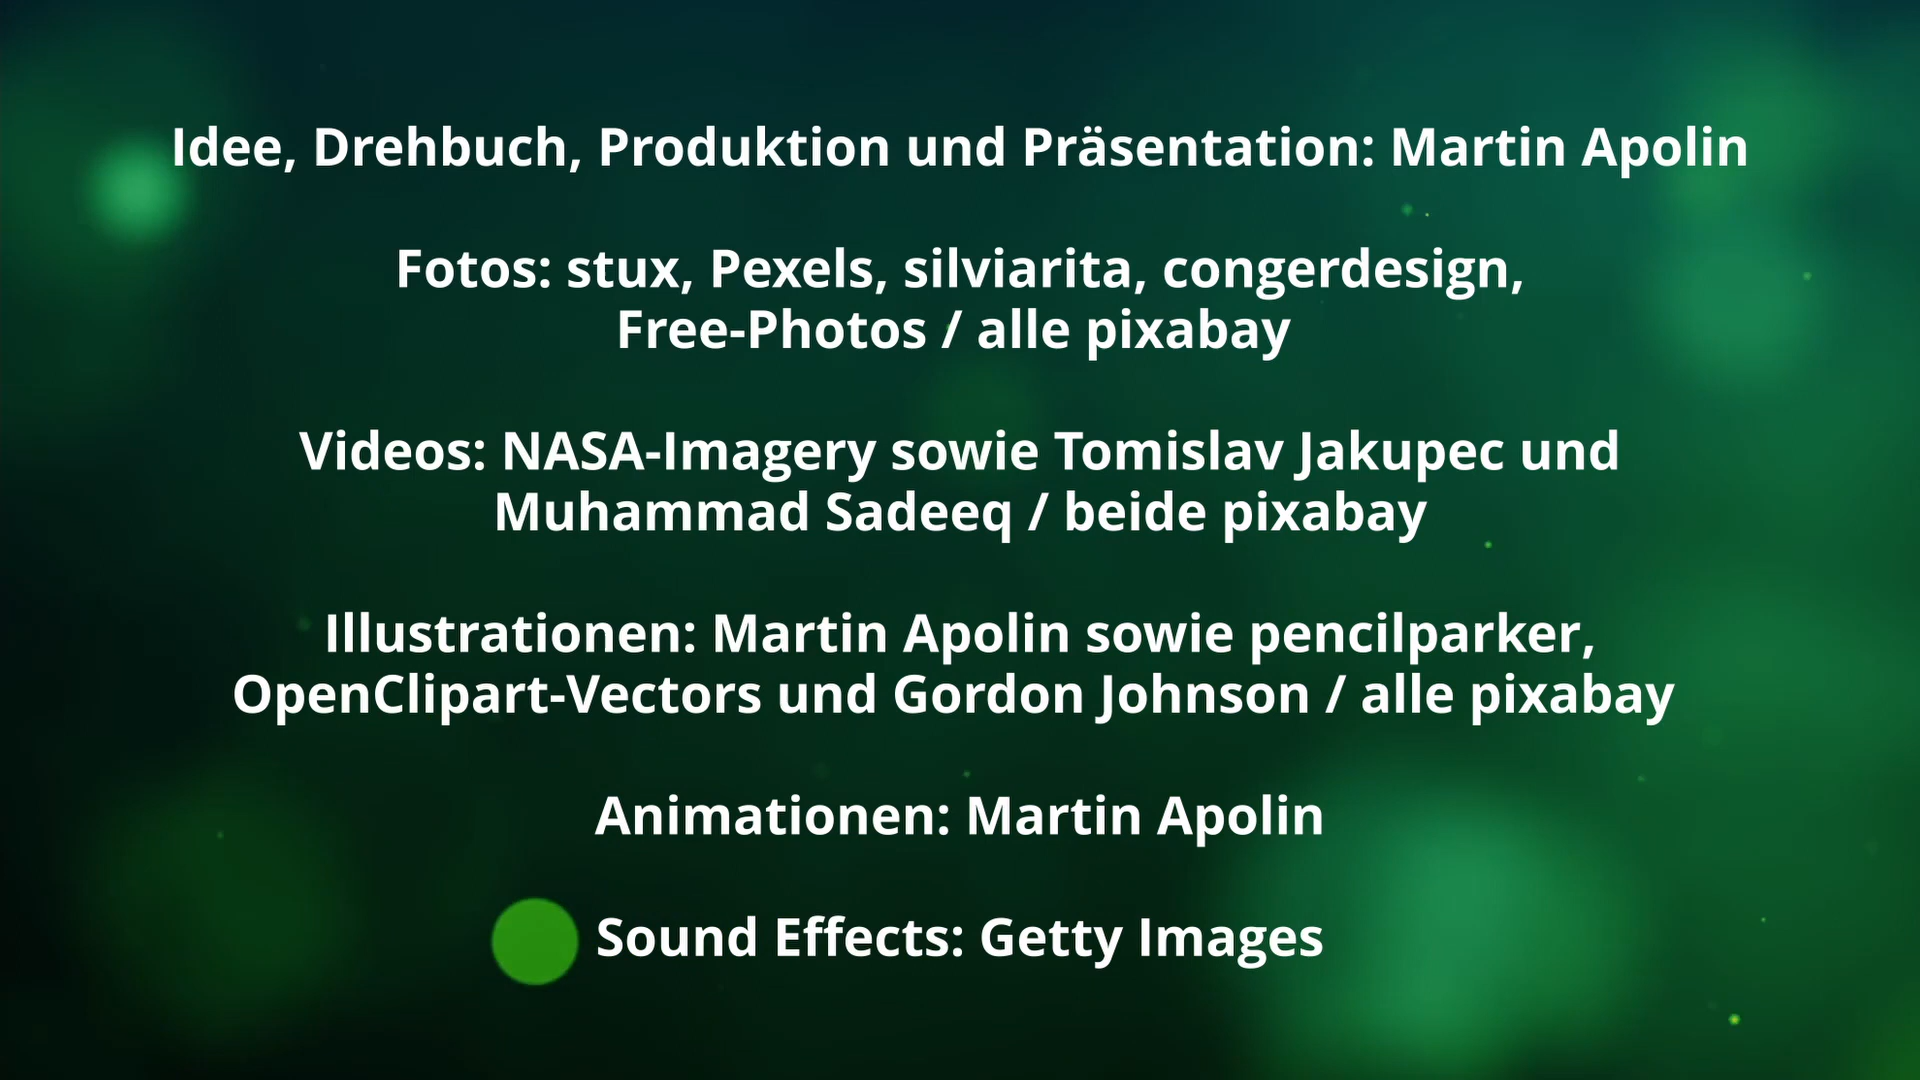 Idee, Drehbuch, Produktion und Präsentation: Martin Apolin
Fotos: stux, Pexels, silviarita, congerdesign,
Free-Photos / alle pixabay
Videos: NASA-Imagery sowie Tomislav Jakupec und
Muhammad Sadeeq / beide pixabay
Illustrationen: Martin Apolin sowie pencilparker,
OpenClipart-Vectors und Gordon Johnson / alle pixabay
Animationen: Martin Apolin
Sound Effects: Getty Images